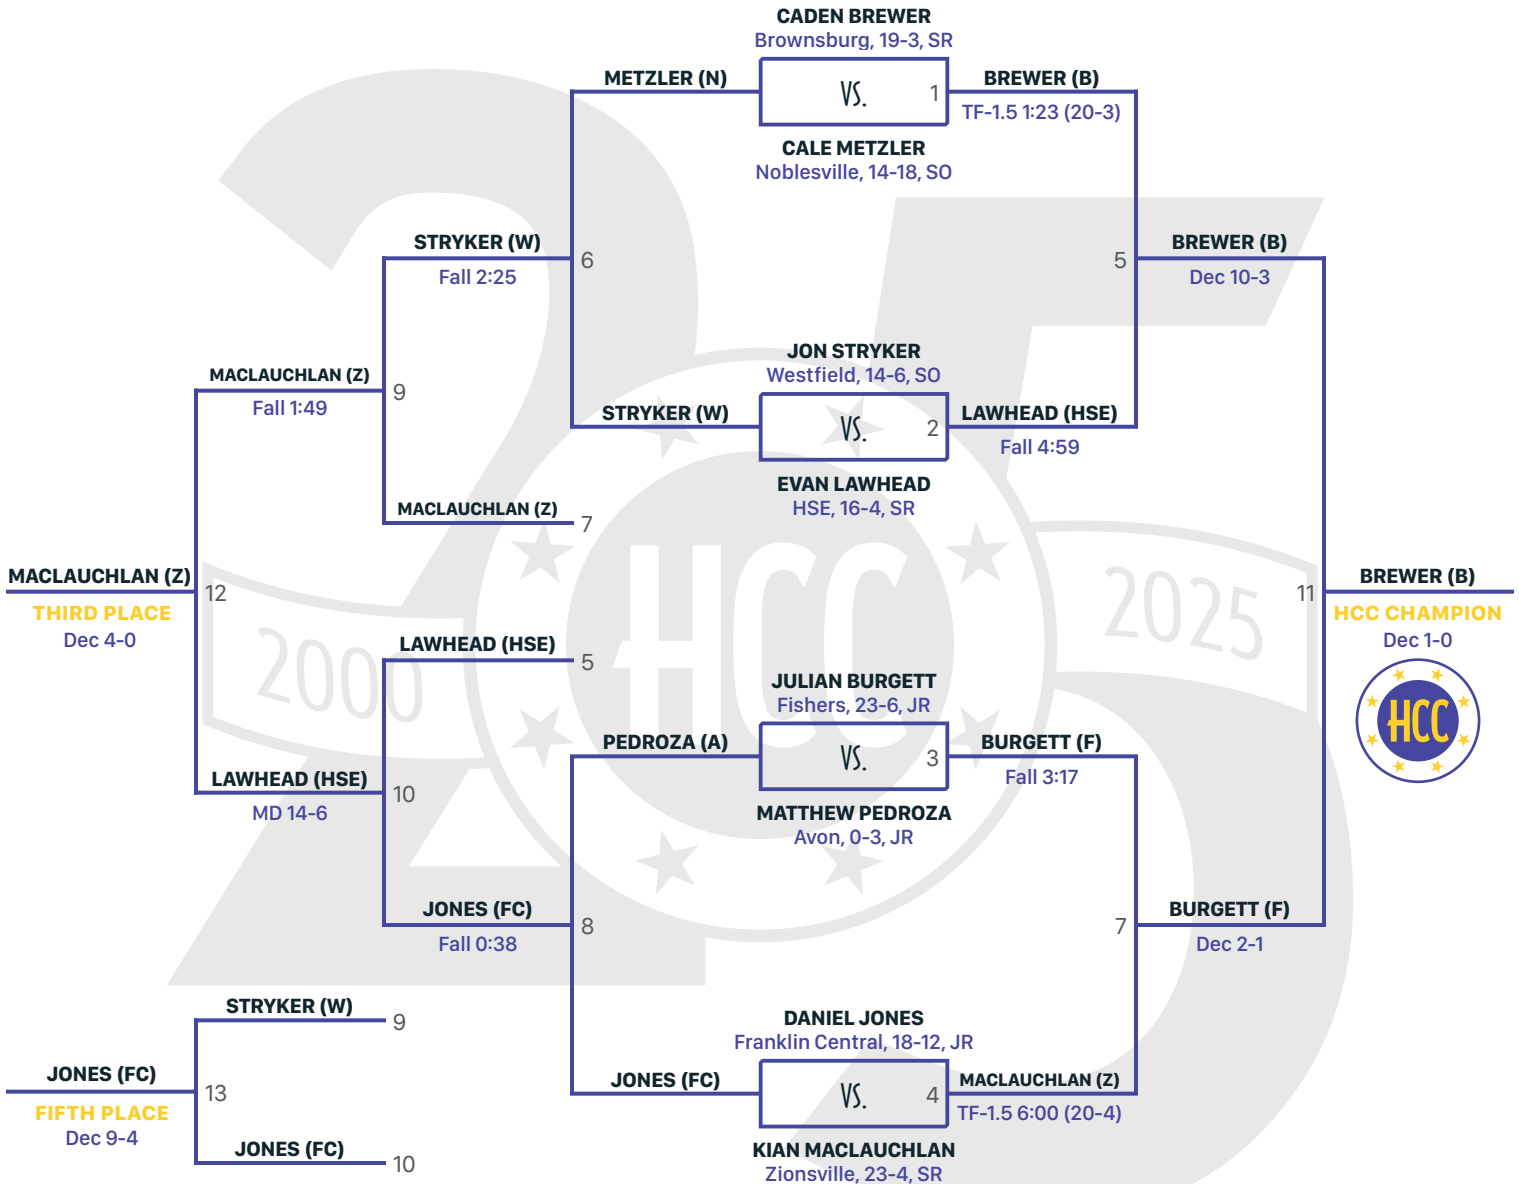 CADEN BREWER
Brownsburg, 19-3, SR
METZLER (N)
VS.
1
BREWER (B)
TF-1.5 1:23 (20-3)
CALE METZLER
Noblesville, 14-18, SO
STRYKER (W)
Fall 2:25
6
5
BREWER (B)
Dec 10-3
JON STRYKER
Westfield, 14-6, SO
MACLAUCHLAN (Z)
Fall 1:49
9
STRYKER (W)
VS.
2
LAWHEAD (HSE)
Fall 4:59
EVAN LAWHEAD
HSE, 16-4, SR
MACLAUCHLAN (Z)
7
MACLAUCHLAN (Z)
THIRD PLACE
Dec 4-0
12
2000
HCC
2025
11
BREWER (B)
HCC CHAMPION
Dec 1-0
HCC
LAWHEAD (HSE)
5
JULIAN BURGETT
Fishers, 23-6, JR
PEDROZA (A)
VS.
3
BURGETT (F)
Fall 3:17
LAWHEAD (HSE)
MD 14-6
10
MATTHEW PEDROZA
Avon, 0-3, JR
JONES (FC)
Fall 0:38
8
7
BURGETT (F)
Dec 2-1
STRYKER (W)
9
DANIEL JONES
Franklin Central, 18-12, JR
JONES (FC)
FIFTH PLACE
Dec 9-4
13
JONES (FC)
VS.
4
MACLAUCHLAN (Z)
TF-1.5 6:00 (20-4)
JONES (FC)
10
KIAN MACLAUCHLAN
Zionsville, 23-4, SR
25